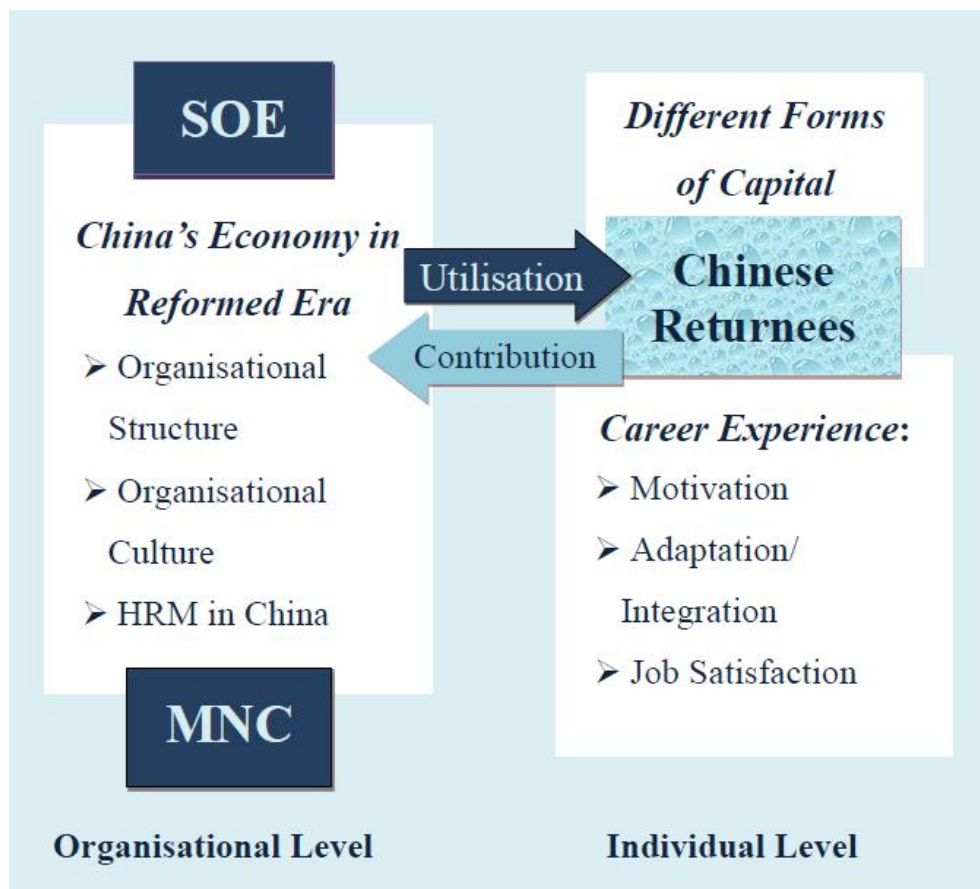 SOE
China’s Economy in
Reformed Era
➢ Organisational
Structure
➢ Organisational
Culture
➢ HRM in China
MNC
Organisational Level
Utilisation
Contribution
Different Forms
of Capital
Chinese
Returnees
Career Experience:
➢ Motivation
➢ Adaptation/
Integration
➢ Job Satisfaction
Individual Level